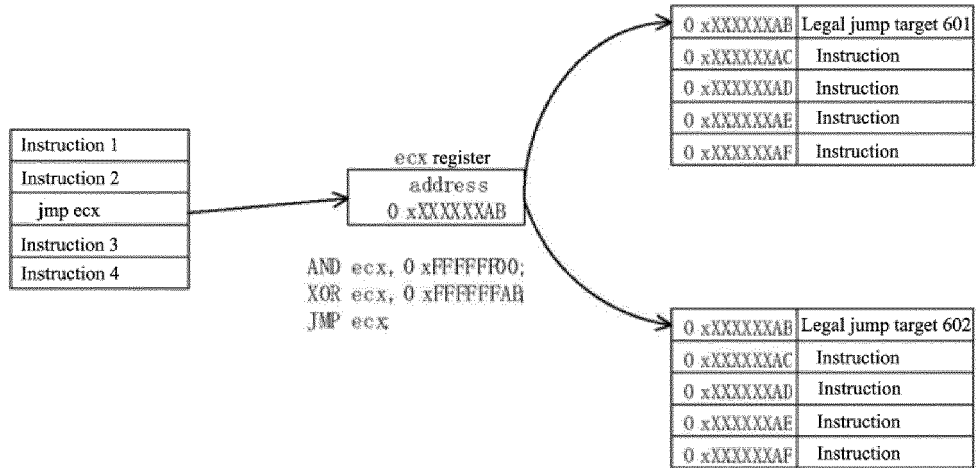 Instruction 1
Instruction 2
jmp ecx
Instruction 3
Instruction 4
ecx register
address
0 xXXXXXXAB
AND ecx, 0 xFFFFFF00;
XOR ecx, 0 xFFFFFFAB;
JMP ecx;
0 xXXXXXXAB Legal jump target 601
0 xXXXXXXAC Instruction
0 xXXXXXXAD Instruction
0 xXXXXXXAE Instruction
0 xXXXXXXAF Instruction
0 xXXXXXXAB Legal jump target 602
0 xXXXXXXAC Instruction
0 xXXXXXXAD Instruction
0 xXXXXXXAE Instruction
0 xXXXXXXAF Instruction